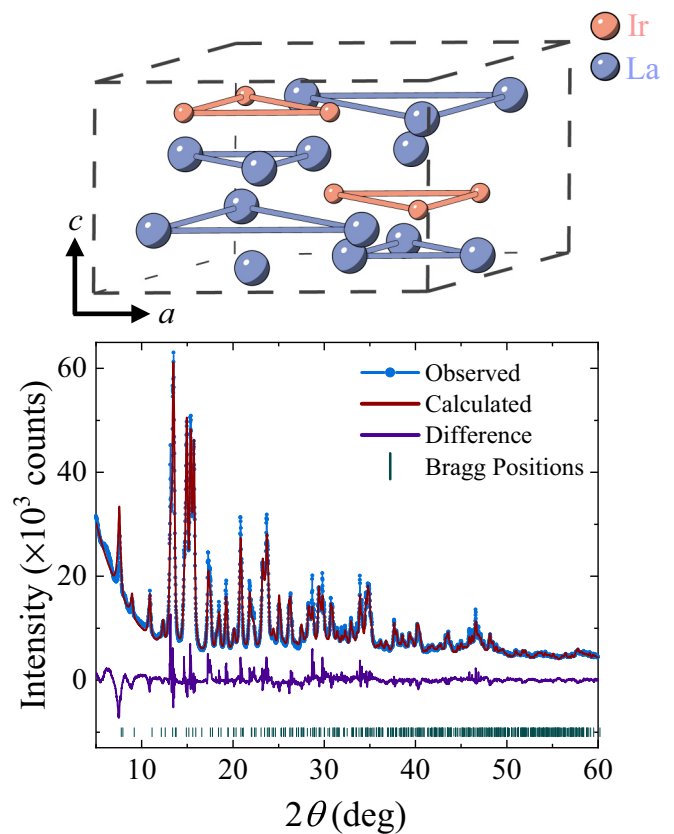 Ir
La
c
a
Observed
Calculated
Difference
Bragg Positions
Intensity (×10³ counts)
60
40
20
0
10 20 30 40 50 60
2θ (deg)